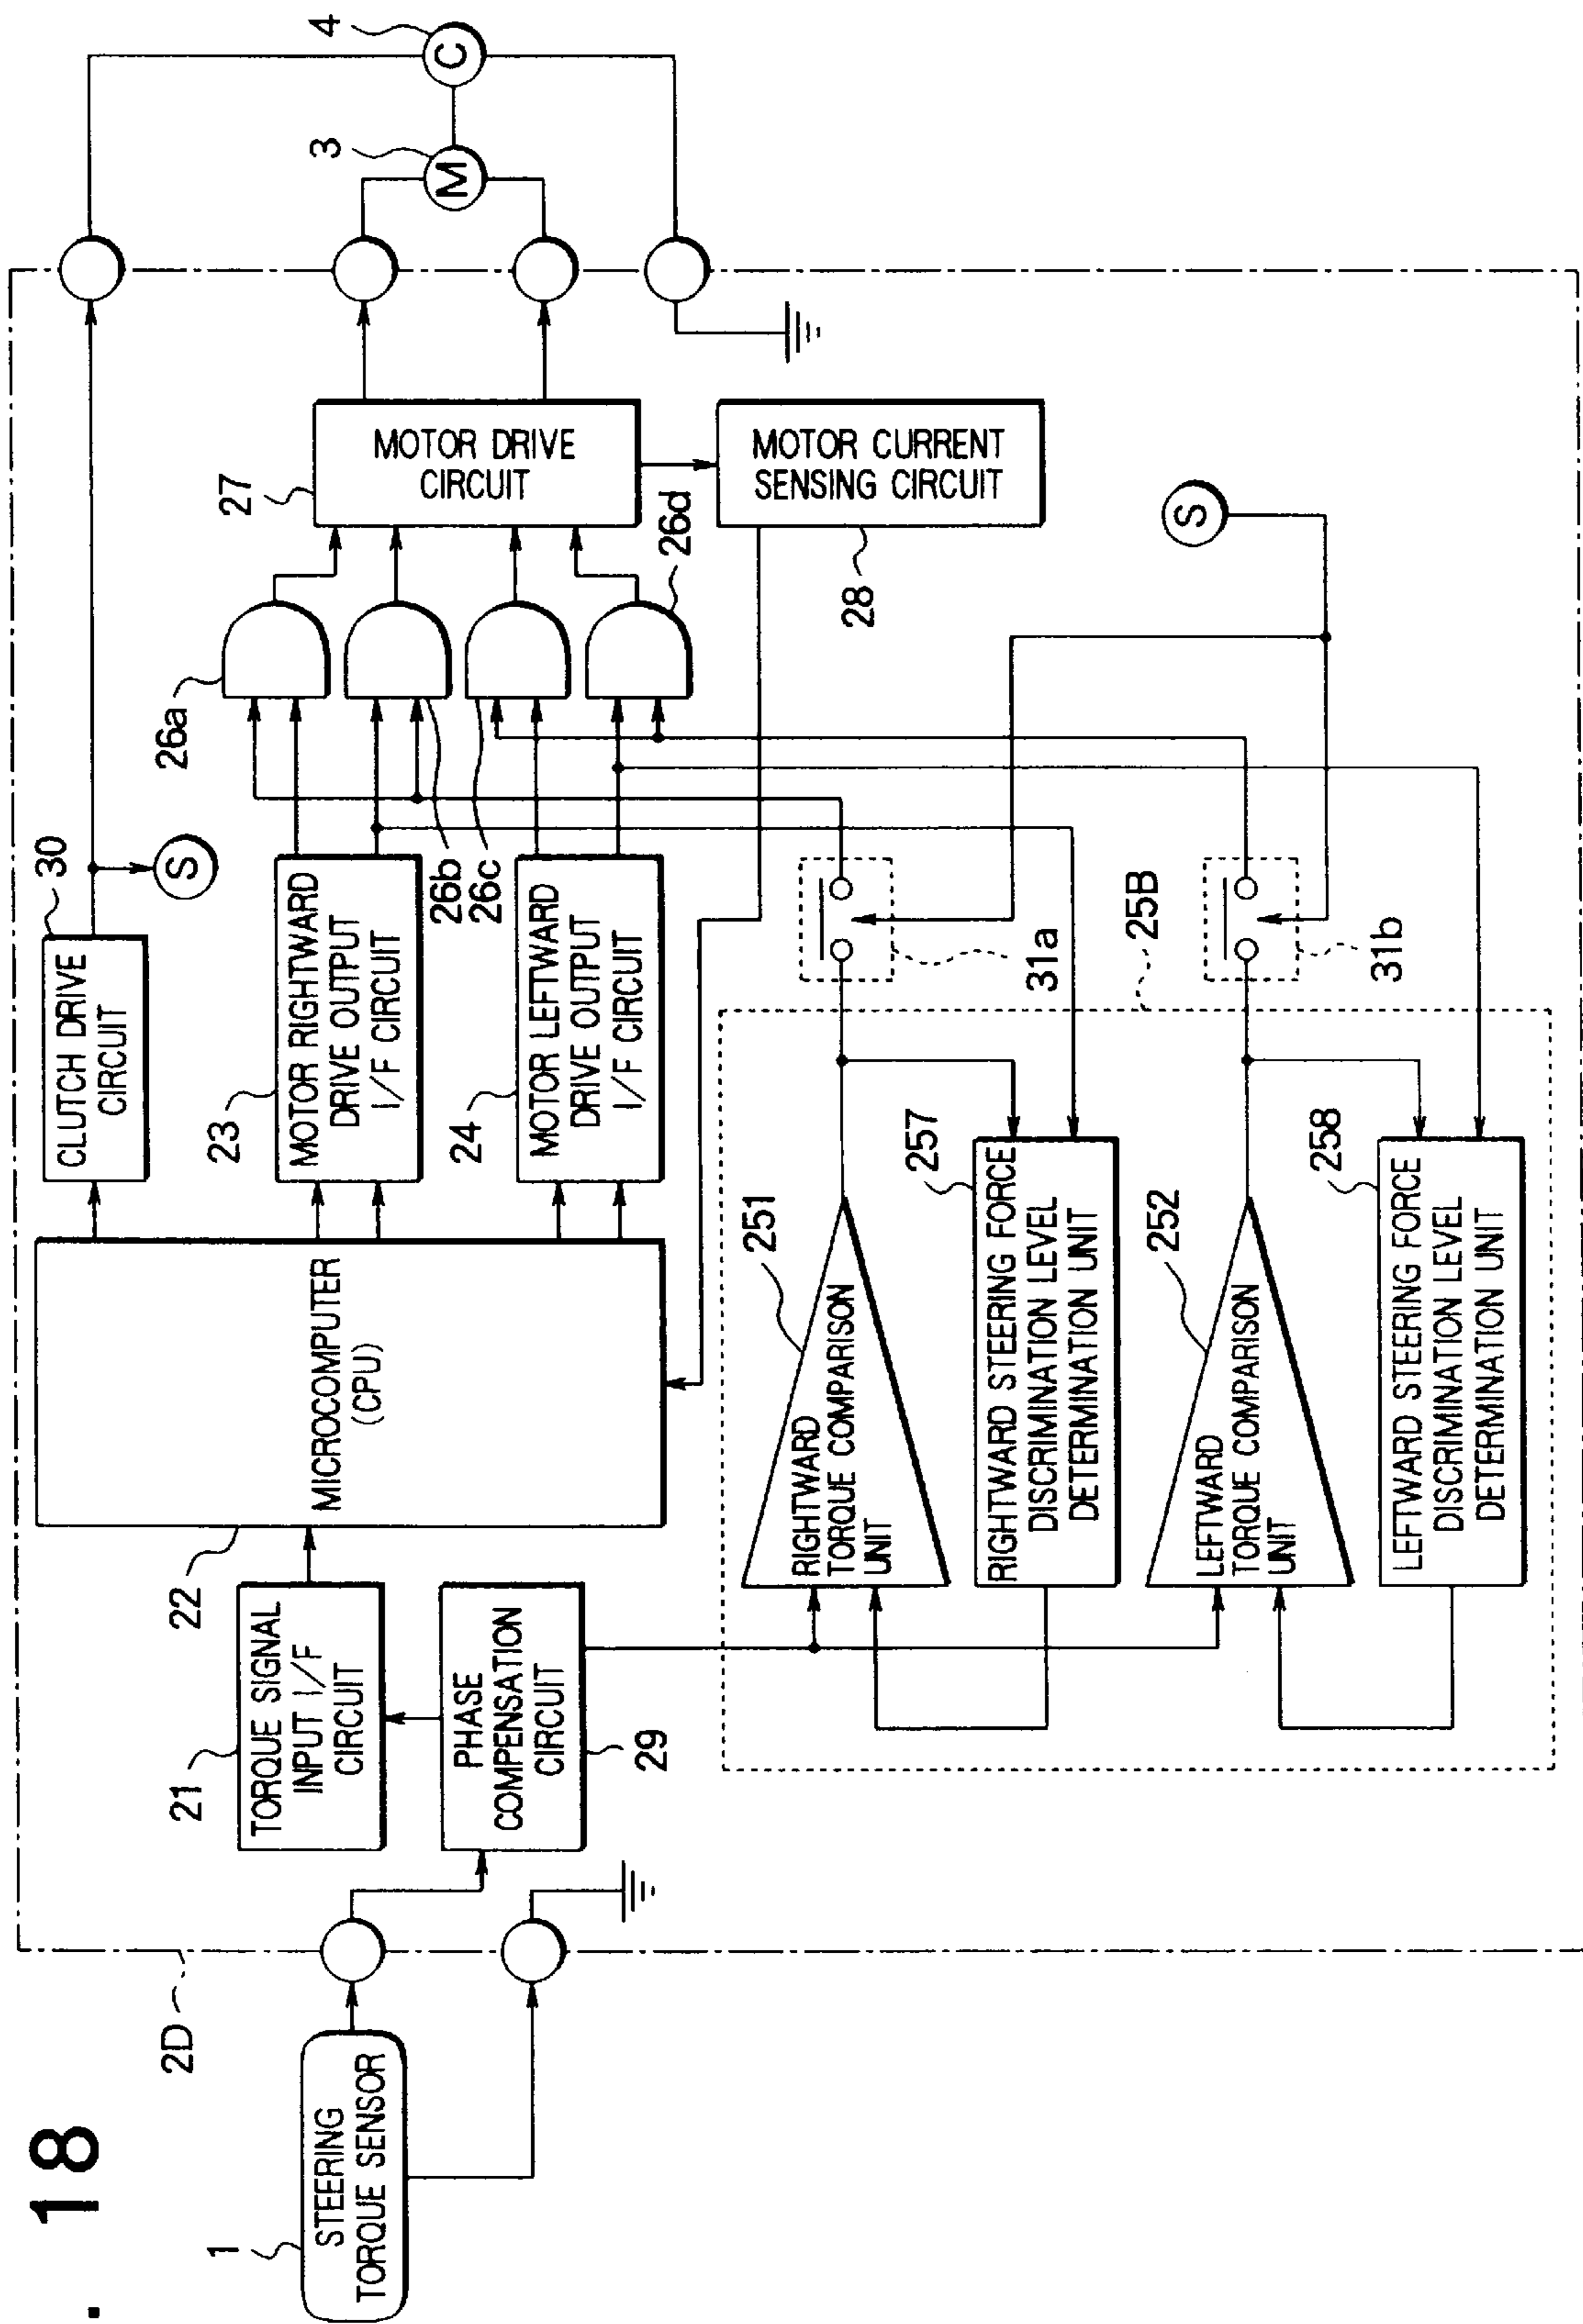 . 18
2D
1
STEERING
TORQUE SENSOR
21
TORQUE SIGNAL
INPUT I/F
CIRCUIT
PHASE
COMPENSATION
CIRCUIT
29
22
MICROCOMPUTER
(CPU)
CLUTCH DRIVE
CIRCUIT
30
S
23
MOTOR RIGHTWARD
DRIVE OUTPUT
I/F CIRCUIT
24
MOTOR LEFTWARD
DRIVE OUTPUT
I/F CIRCUIT
26a
26b
26c
26d
27
MOTOR DRIVE
CIRCUIT
MOTOR CURRENT
SENSING CIRCUIT
28
3
M
4
C
S
25B
31a
31b
251
RIGHTWARD
TORQUE COMPARISON
UNIT
257
RIGHTWARD STEERING FORCE
DISCRIMINATION LEVEL
DETERMINATION UNIT
252
LEFTWARD
TORQUE COMPARISON
UNIT
258
LEFTWARD STEERING FORCE
DISCRIMINATION LEVEL
DETERMINATION UNIT